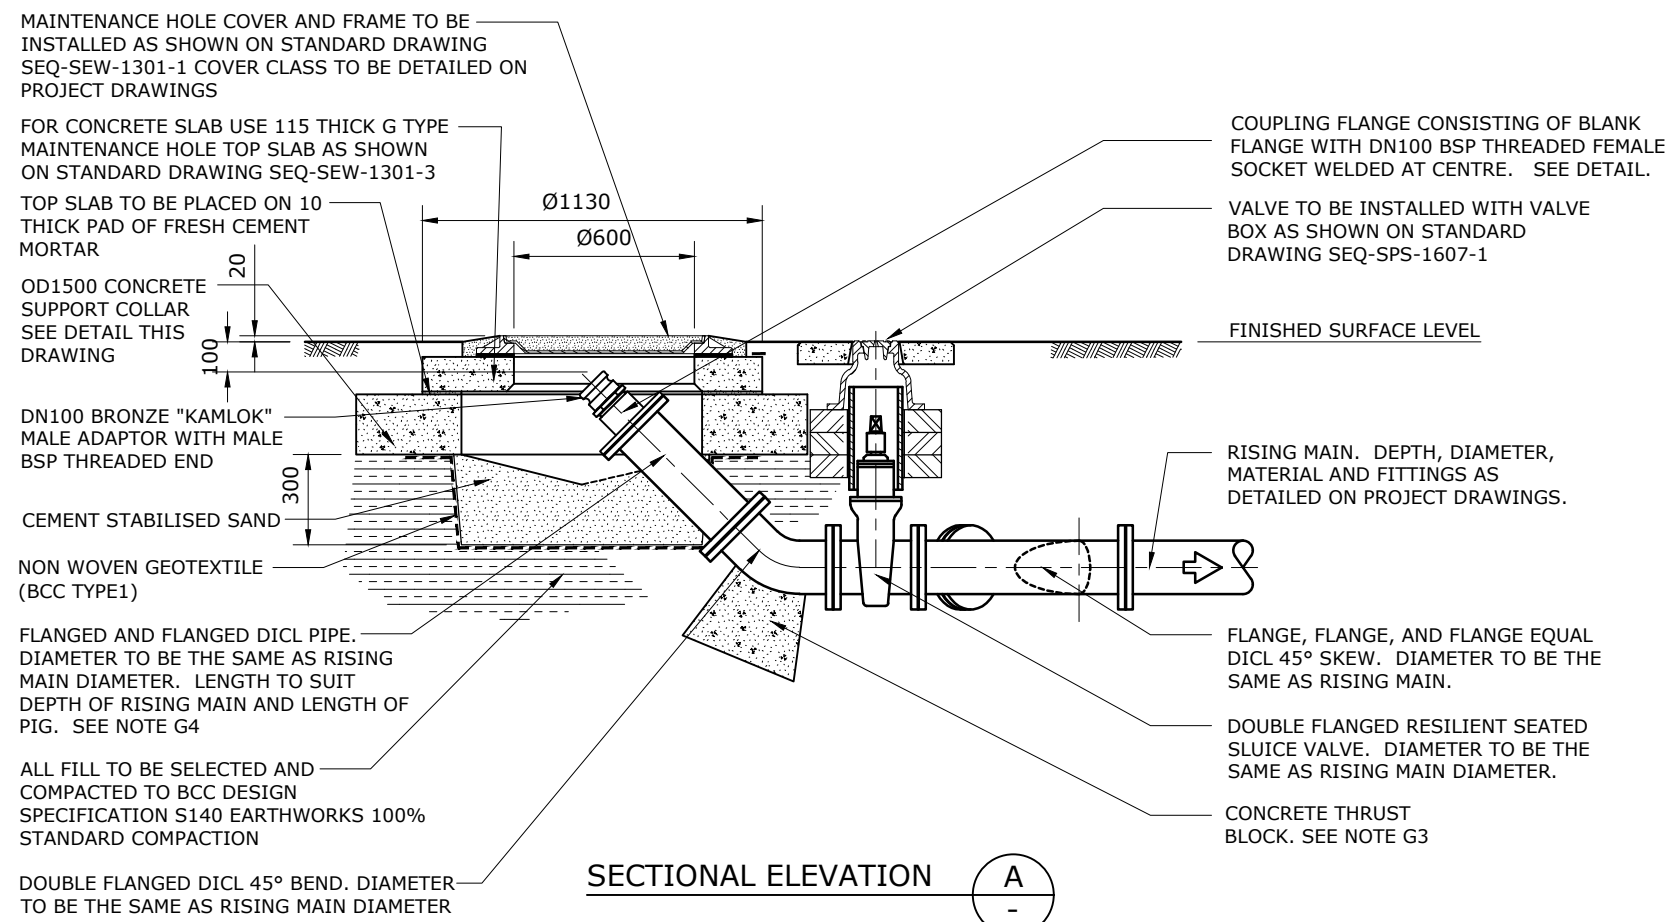 MAINTENANCE HOLE COVER AND FRAME TO BE
INSTALLED AS SHOWN ON STANDARD DRAWING
SEQ-SEW-1301-1 COVER CLASS TO BE DETAILED ON
PROJECT DRAWINGS
FOR CONCRETE SLAB USE 115 THICK G TYPE
MAINTENANCE HOLE TOP SLAB AS SHOWN
ON STANDARD DRAWING SEQ-SEW-1301-3
TOP SLAB TO BE PLACED ON 10
THICK PAD OF FRESH CEMENT
MORTAR
OD1500 CONCRETE
SUPPORT COLLAR
SEE DETAIL THIS
DRAWING
20
100
Ø1130
Ø600
DN100 BRONZE "KAMLOK"
MALE ADAPTOR WITH MALE
BSP THREADED END
300
CEMENT STABILISED SAND
NON WOVEN GEOTEXTILE
(BCC TYPE1)
FLANGED AND FLANGED DICL PIPE.
DIAMETER TO BE THE SAME AS RISING
MAIN DIAMETER. LENGTH TO SUIT
DEPTH OF RISING MAIN AND LENGTH OF
PIG. SEE NOTE G4
ALL FILL TO BE SELECTED AND
COMPACTED TO BCC DESIGN
SPECIFICATION S140 EARTHWORKS 100%
STANDARD COMPACTION
DOUBLE FLANGED DICL 45° BEND. DIAMETER
TO BE THE SAME AS RISING MAIN DIAMETER
COUPLING FLANGE CONSISTING OF BLANK
FLANGE WITH DN100 BSP THREADED FEMALE
SOCKET WELDED AT CENTRE. SEE DETAIL.
VALVE TO BE INSTALLED WITH VALVE
BOX AS SHOWN ON STANDARD
DRAWING SEQ-SPS-1607-1
FINISHED SURFACE LEVEL
RISING MAIN. DEPTH, DIAMETER,
MATERIAL AND FITTINGS AS
DETAILED ON PROJECT DRAWINGS.
FLANGE, FLANGE, AND FLANGE EQUAL
DICL 45° SKEW. DIAMETER TO BE THE
SAME AS RISING MAIN.
DOUBLE FLANGED RESILIENT SEATED
SLUICE VALVE. DIAMETER TO BE THE
SAME AS RISING MAIN DIAMETER.
CONCRETE THRUST
BLOCK. SEE NOTE G3
SECTIONAL ELEVATION
A
-